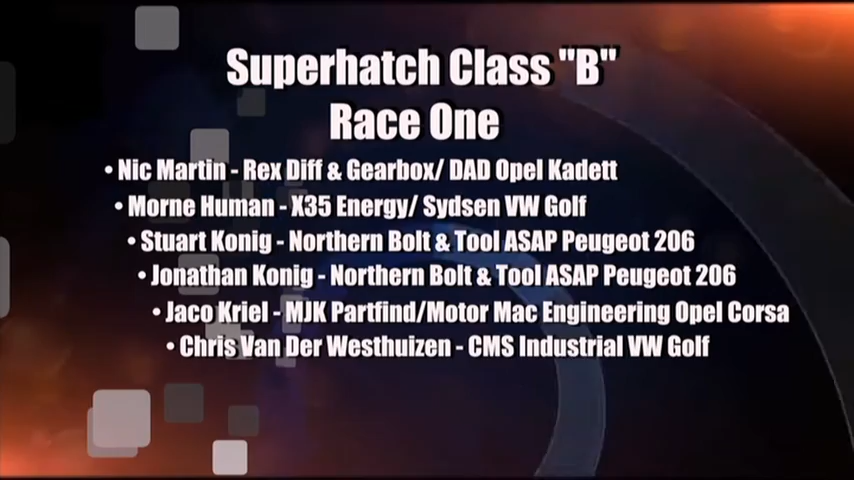 Superhatch Class "B"
Race One
• Nic Martin - Rex Diff & Gearbox/ DAD Opel Kadett
• Morne Human - X35 Energy/ Sydsen VW Golf
• Stuart Konig - Northern Bolt & Tool ASAP Peugeot 206
• Jonathan Konig - Northern Bolt & Tool ASAP Peugeot 206
• Jaco Kriel - MJK Partfind/Motor Mac Engineering Opel Corsa
• Chris Van Der Westhuizen - CMS Industrial VW Golf